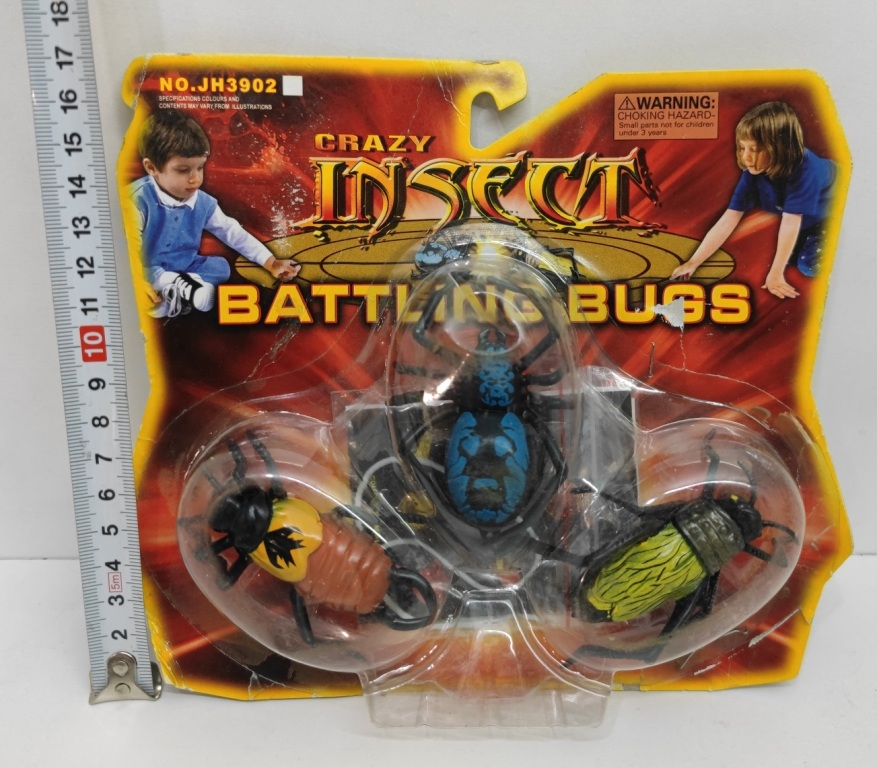 NO.JH3902
SPECIFICATIONS COLOURS AND
CONTENTS MAY VARY FROM ILLUSTRATIONS
WARNING:
CHOKING HAZARD-
Small parts not for children
under 3 years
CRAZY
INSECT
BATTLING BUGS
18
17
16
15
14
13
12
11
10
9
8
7
6
5
5m
3
2